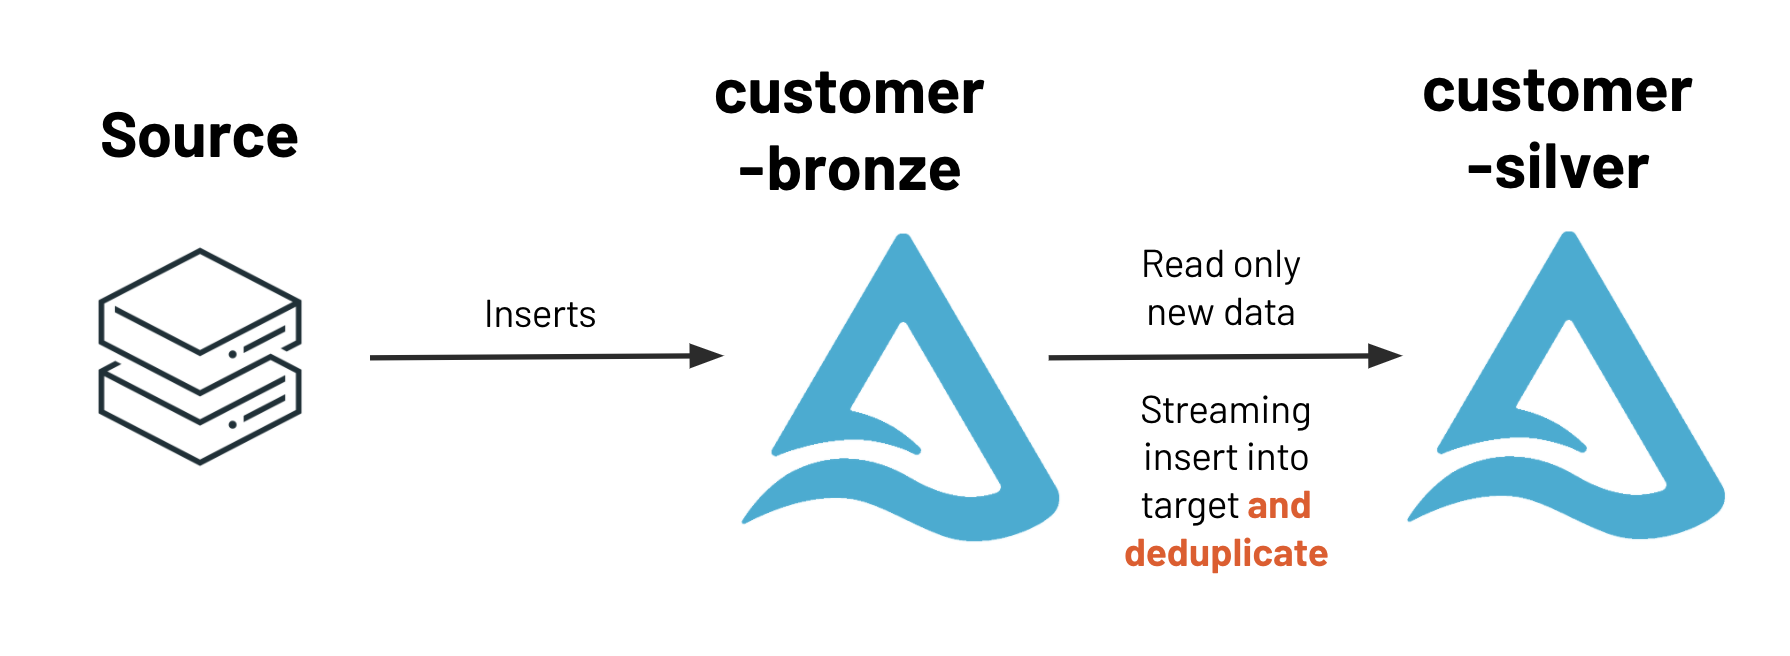 Source
customer
-bronze
customer
-silver
Inserts
Read only
new data
Streaming
insert into
target and
deduplicate